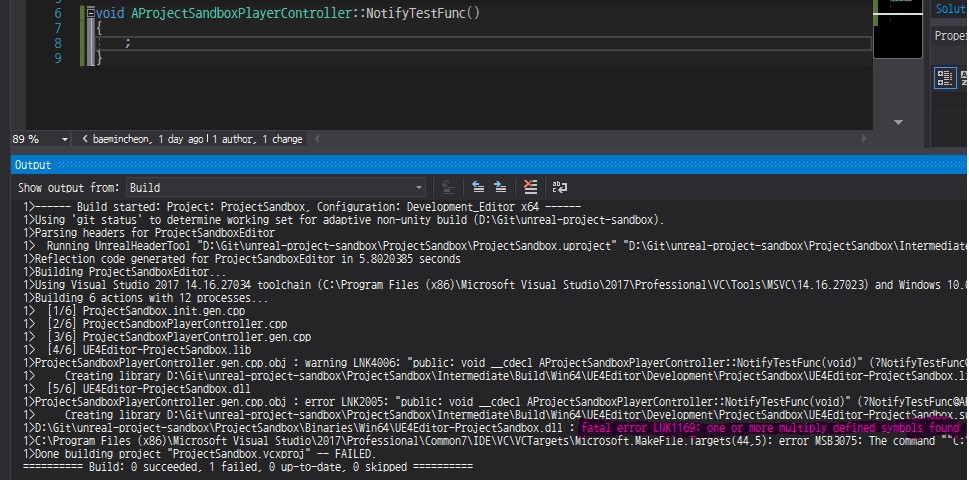 Solut
6 void AProjectSandboxPlayerController::NotifyTestFunc()
7 {
8 ;
9 }
Proper
89 % < baemincheon, 1 day ago | 1 author, 1 change
Output
Show output from: Build
1>------ Build started: Project: ProjectSandbox, Configuration: Development_Editor x64 ------
1>Using 'git status' to determine working set for adaptive non-unity build (D:\Git\unreal-project-sandbox).
1>Parsing headers for ProjectSandboxEditor
1> Running UnrealHeaderTool "D:\Git\unreal-project-sandbox\ProjectSandbox\ProjectSandbox.uproject" "D:\Git\unreal-project-sandbox\ProjectSandbox\Intermediate
1>Reflection code generated for ProjectSandboxEditor in 5.8020385 seconds
1>Building ProjectSandboxEditor...
1>Using Visual Studio 2017 14.16.27034 toolchain (C:\Program Files (x86)\Microsoft Visual Studio\2017\Professional\VC\Tools\MSVC\14.16.27023) and Windows 10.0
1>Building 6 actions with 12 processes...
1> [1/6] ProjectSandbox.init.gen.cpp
1> [2/6] ProjectSandboxPlayerController.cpp
1> [3/6] ProjectSandboxPlayerController.gen.cpp
1> [4/6] UE4Editor-ProjectSandbox.lib
1>ProjectSandboxPlayerController.gen.cpp.obj : warning LNK4006: "public: void __cdecl AProjectSandboxPlayerController::NotifyTestFunc(void)" (?NotifyTestFunc@
1> Creating library D:\Git\unreal-project-sandbox\ProjectSandbox\Intermediate\Build\Win64\UE4Editor\Development\ProjectSandbox\UE4Editor-ProjectSandbox.li
1> [5/6] UE4Editor-ProjectSandbox.dll
1>ProjectSandboxPlayerController.gen.cpp.obj : error LNK2005: "public: void __cdecl AProjectSandboxPlayerController::NotifyTestFunc(void)" (?NotifyTestFunc@AP
1> Creating library D:\Git\unreal-project-sandbox\ProjectSandbox\Intermediate\Build\Win64\UE4Editor\Development\ProjectSandbox\UE4Editor-ProjectSandbox.su
1>D:\Git\unreal-project-sandbox\ProjectSandbox\Binaries\Win64\UE4Editor-ProjectSandbox.dll : fatal error LNK1169: one or more multiply defined symbols found
1>C:\Program Files (x86)\Microsoft Visual Studio\2017\Professional\Common7\IDE\VC\VCTargets\Microsoft.MakeFile.Targets(44,5): error MSB3075: The command ""C:
1>Done building project "ProjectSandbox.vcxproj" -- FAILED.
========== Build: 0 succeeded, 1 failed, 0 up-to-date, 0 skipped ==========